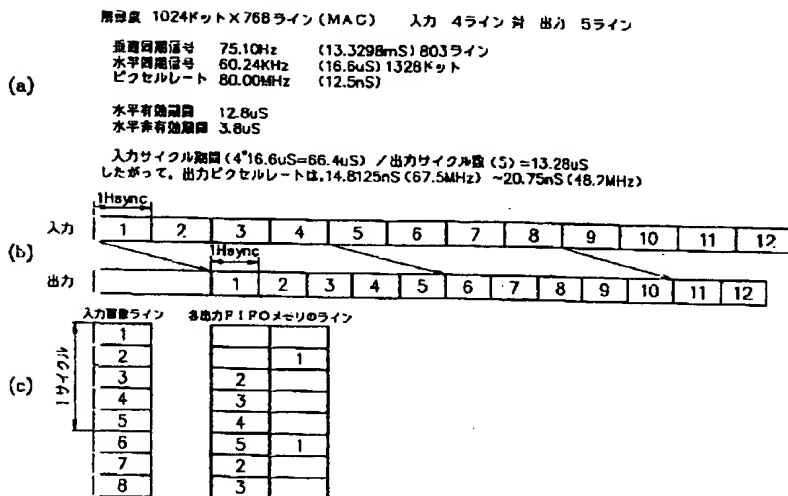 解像度 1024ドット×768ライン(MAC) 入力 4ライン 対 出力 5ライン
垂直同期信号 75.10Hz (13.3298mS) 803ライン
水平同期信号 60.24KHz (16.6uS) 1328ドット
ピクセルレート 80.00MHz (12.5nS)
(a)
水平有効期間 12.8uS
水平非有効期間 3.8uS
入力サイクル期間(4*16.6uS=66.4uS) / 出力サイクル数(5)=13.28uS
したがって、出力ピクセルレートは,14.8125nS(67.5MHz) ~20.75nS(48.2MHz)
1Hsync
入力 1 2 3 4 5 6 7 8 9 10 11 12
(b)
1Hsync
出力 1 2 3 4 5 6 7 8 9 10 11 12
入力画像ライン 各出力FIFOメモリのライン
(c)
1サイクル
1
2 1
3 2
4 3
5 4
6 5 1
7 2
8 3